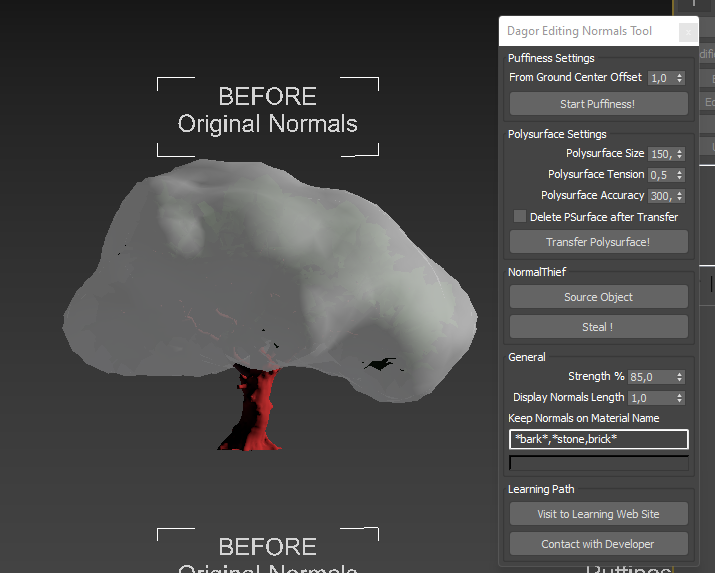 Dagor Editing Normals Tool
Puffiness Settings
From Ground Center Offset 1,0
Start Puffiness!
Polysurface Settings
Polysurface Size 150,
Polysurface Tension 0,5
Polysurface Accuracy 300,
Delete PSurface after Transfer
Transfer Polysurface!
NormalThief
Source Object
Steal !
General
Strength % 85,0
Display Normals Length 1,0
Keep Normals on Material Name
*bark*,*stone,brick*
Learning Path
Visit to Learning Web Site
Contact with Developer
BEFORE
Original Normals
BEFORE
Original Normals